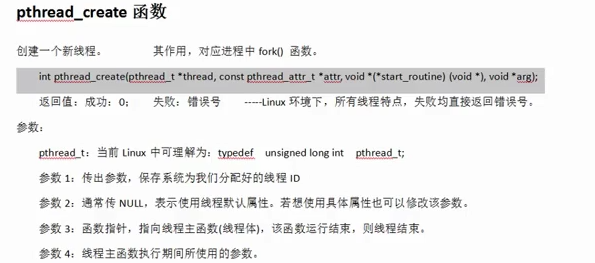 pthread_create 函数
创建一个新线程。 其作用，对应进程中 fork() 函数。
int pthread_create(pthread_t *thread, const pthread_attr_t *attr, void *(*start_routine) (void *), void *arg);
返回值：成功：0； 失败：错误号 -----Linux 环境下，所有线程特点，失败均直接返回错误号。
参数：
pthread_t：当前 Linux 中可理解为：typedef unsigned long int pthread_t;
参数 1：传出参数，保存系统为我们分配好的线程 ID
参数 2：通常传 NULL，表示使用线程默认属性。若想使用具体属性也可以修改该参数。
参数 3：函数指针，指向线程主函数(线程体)，该函数运行结束，则线程结束。
参数 4：线程主函数执行期间所使用的参数。